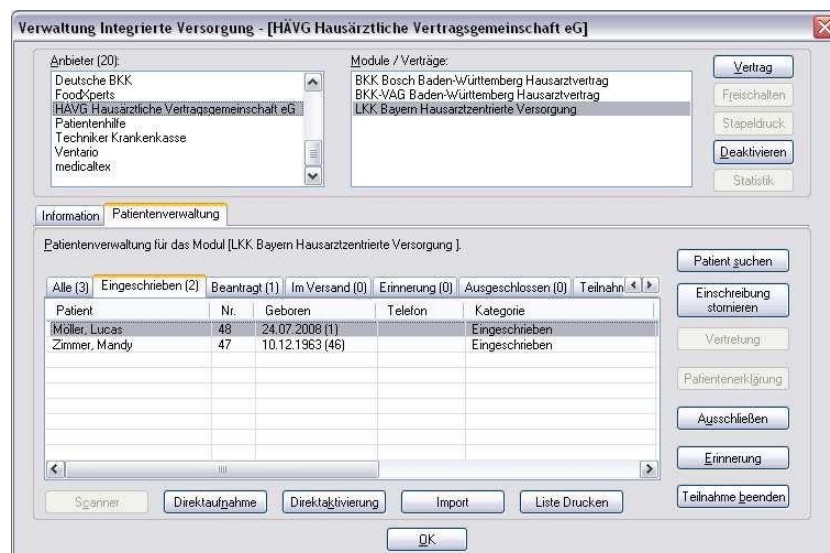 Verwaltung Integrierte Versorgung - [HÄVG Hausärztliche Vertragsgemeinschaft eG]
Anbieter (20):
Deutsche BKK
FoodXperts
HÄVG Hausärztliche Vertragsgemeinschaft eG
Patientenhilfe
Techniker Krankenkasse
Ventario
medicaltex
Module / Verträge:
BKK Bosch Baden-Württemberg Hausarztvertrag
BKK-VAG Baden-Württemberg Hausarztvertrag
LKK Bayern Hausarztzentrierte Versorgung
Vertrag
Freischalten
Stapeldruck
Deaktivieren
Statistik
Information Patientenverwaltung
Patientenverwaltung für das Modul [LKK Bayern Hausarztzentrierte Versorgung ].
Alle (3) Eingeschrieben (2) Beantragt (1) Im Versand (0) Erinnerung (0) Ausgeschlossen (0) Teilnahm
Patient Nr. Geboren Telefon Kategorie
Möller, Lucas 48 24.07.2008 (1) Eingeschrieben
Zimmer, Mandy 47 10.12.1963 (46) Eingeschrieben
Patient suchen
Einschreibung
stornieren
Vertretung
Patientenerklärung
Ausschließen
Erinnerung
Teilnahme beenden
Scanner Direktaufnahme Direktaktivierung Import Liste Drucken
OK